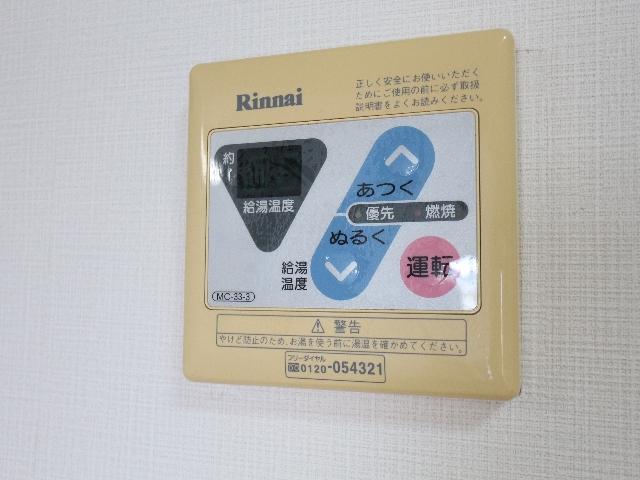 Rinnai
正しく安全にお使いいただく
ためにご使用の前に必ず取扱
説明書をよくお読みください。
約
給湯温度
あつく
優先 燃焼
ぬるく
給湯
温度
運転
MC-33-3
警告
やけど防止のため、お湯を使う前に湯温を確かめてください。
フリーダイヤル
0120-054321